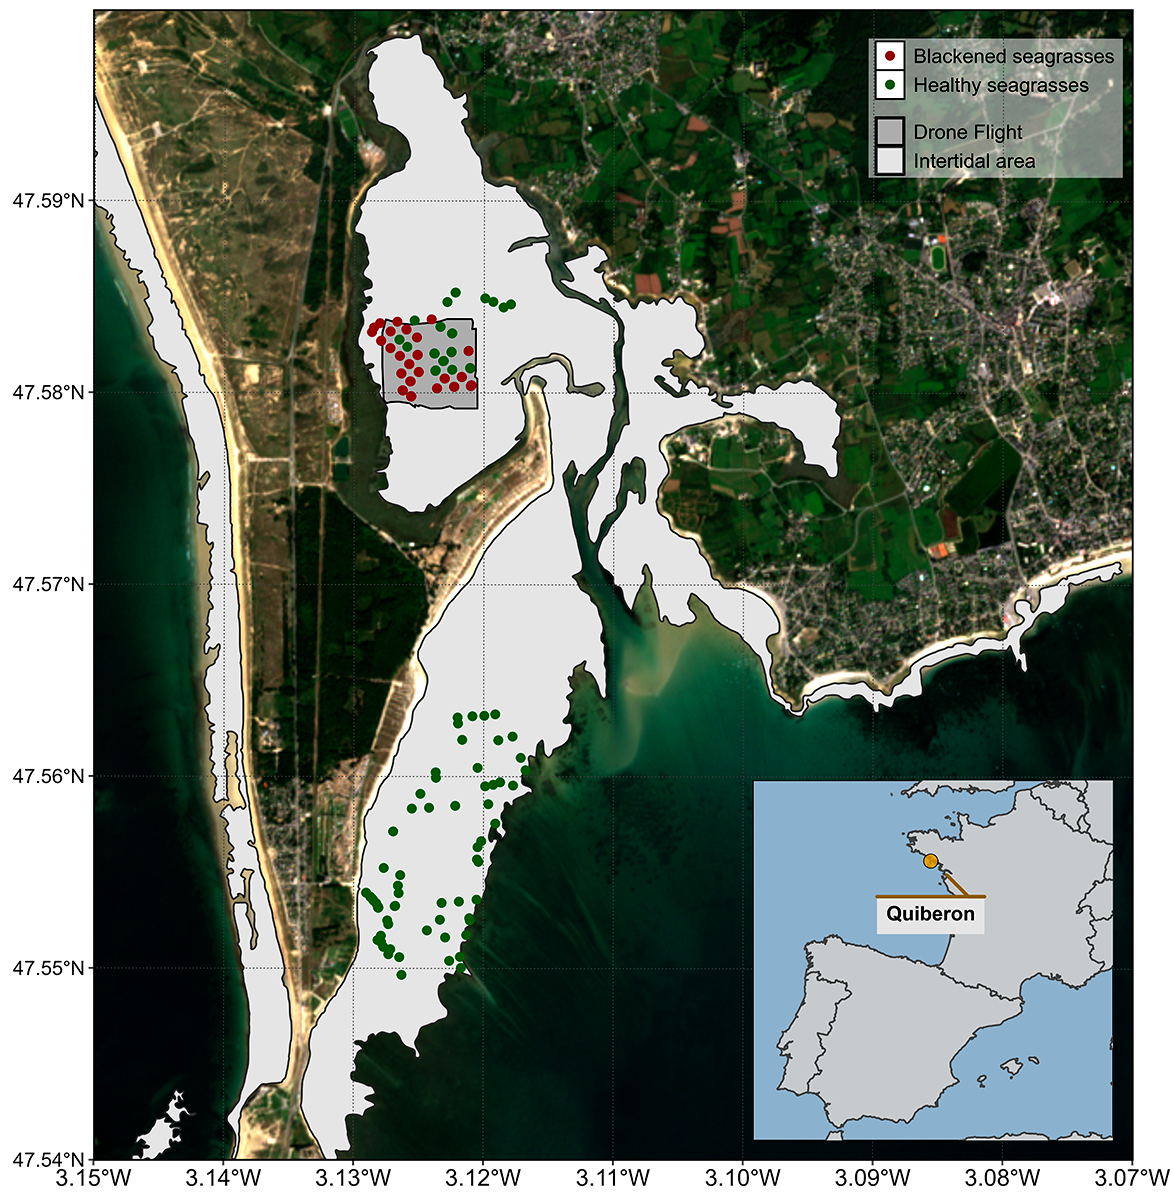 Blackened seagrasses
Healthy seagrasses
Drone Flight
Intertidal area
47.59°N
47.58°N
47.57°N
47.56°N
47.55°N
47.54°N
Quiberon
3.15°W 3.14°W 3.13°W 3.12°W 3.11°W 3.10°W 3.09°W 3.08°W 3.07°W